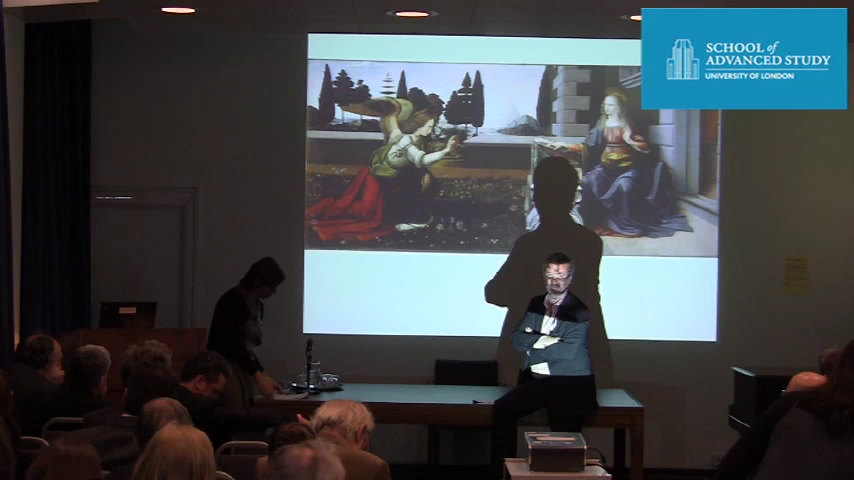 SCHOOL of
ADVANCED STUDY
UNIVERSITY OF LONDON